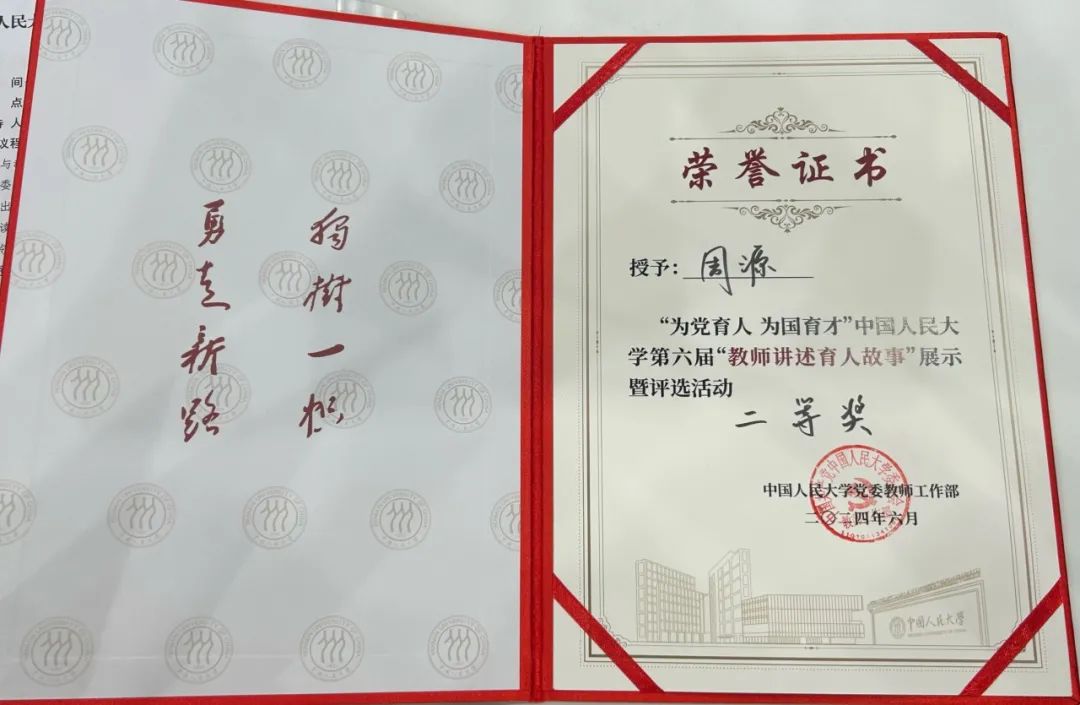 独树一帜
勇走新路
荣誉证书
授予：周源
“为党育人 为国育才”中国人民大
学第六届“教师讲述育人故事”展示
暨评选活动
二等奖
中国人民大学党委教师工作部
二〇二四年六月
中国人民大学